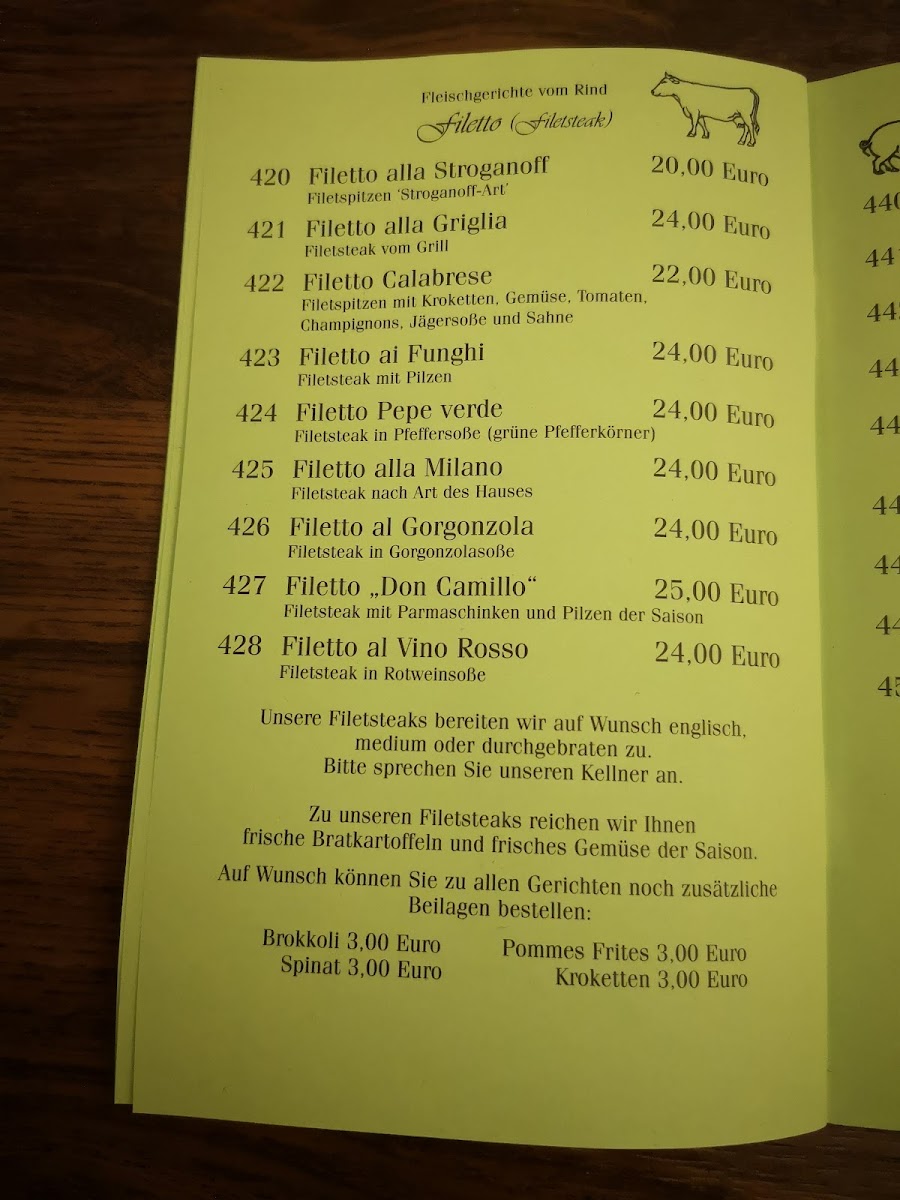 Fleischgerichte vom Rind
Filetto (Filetsteak)
420 Filetto alla Stroganoff 20,00 Euro
Filetspitzen ‘Stroganoff-Art’
421 Filetto alla Griglia 24,00 Euro
Filetsteak vom Grill
422 Filetto Calabrese 22,00 Euro
Filetspitzen mit Kroketten, Gemüse, Tomaten,
Champignons, Jägersoße und Sahne
423 Filetto ai Funghi 24,00 Euro
Filetsteak mit Pilzen
424 Filetto Pepe verde 24,00 Euro
Filetsteak in Pfeffersoße (grüne Pfefferkörner)
425 Filetto alla Milano 24,00 Euro
Filetsteak nach Art des Hauses
426 Filetto al Gorgonzola 24,00 Euro
Filetsteak in Gorgonzolasoße
427 Filetto „Don Camillo“ 25,00 Euro
Filetsteak mit Parmaschinken und Pilzen der Saison
428 Filetto al Vino Rosso 24,00 Euro
Filetsteak in Rotweinsoße
Unsere Filetsteaks bereiten wir auf Wunsch englisch,
medium oder durchgebraten zu.
Bitte sprechen Sie unseren Kellner an.
Zu unseren Filetsteaks reichen wir Ihnen
frische Bratkartoffeln und frisches Gemüse der Saison.
Auf Wunsch können Sie zu allen Gerichten noch zusätzliche
Beilagen bestellen:
Brokkoli 3,00 Euro Pommes Frites 3,00 Euro
Spinat 3,00 Euro Kroketten 3,00 Euro